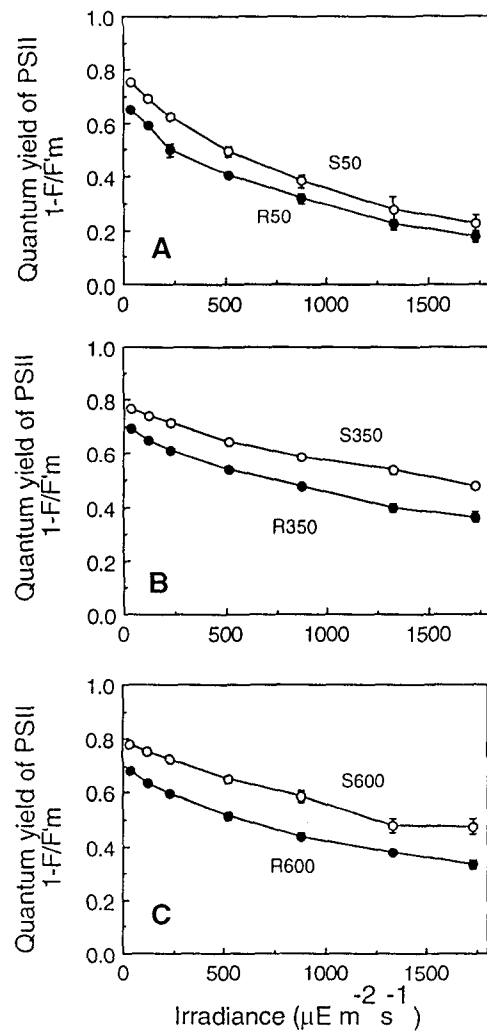 Quantum yield of PSII
1-F/F'm
1.0
0.8
0.6
0.4
0.2
0.0
S50
R50
A
0
500
1000
1500
Quantum yield of PSII
1-F/F'm
1.0
0.8
0.6
0.4
0.2
0.0
S350
R350
B
0
500
1000
1500
Quantum yield of PSII
1-F/F'm
1.0
0.8
0.6
0.4
0.2
0.0
S600
R600
C
0
500
1000
1500
Irradiance (µE m-2 s-1)